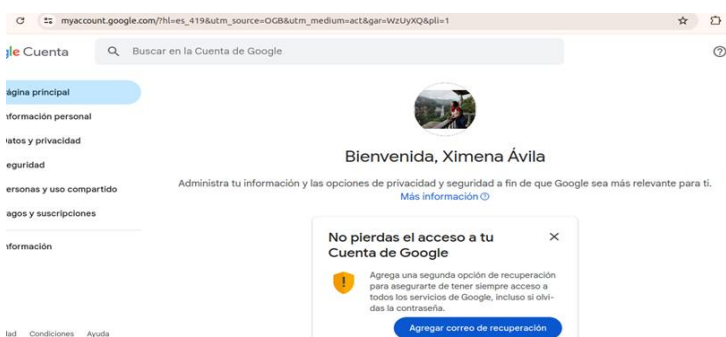 myaccount.google.com/?hl=es_419&utm_source=OGB&utm_medium=act&gar=WzUyXQ&pli=1
gle Cuenta
Buscar en la Cuenta de Google
ágina principal
nformación personal
atos y privacidad
eguridad
ersonas y uso compartido
agos y suscripciones
nformación
Bienvenida, Ximena Ávila
Administra tu información y las opciones de privacidad y seguridad a fin de que Google sea más relevante para ti.
Más información
No pierdas el acceso a tu
Cuenta de Google
Agrega una segunda opción de recuperación
para asegurarte de tener siempre acceso a
todos los servicios de Google, incluso si olvi-
das la contraseña.
Agregar correo de recuperación
dad Condiciones Ayuda